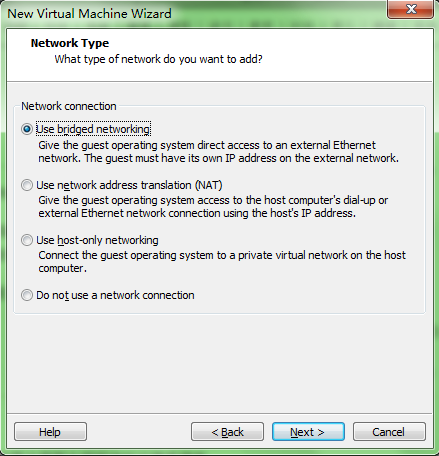 New Virtual Machine Wizard
Network Type
What type of network do you want to add?
Network connection
Use bridged networking
Give the guest operating system direct access to an external Ethernet
network. The guest must have its own IP address on the external network.
Use network address translation (NAT)
Give the guest operating system access to the host computer's dial-up or
external Ethernet network connection using the host's IP address.
Use host-only networking
Connect the guest operating system to a private virtual network on the host
computer.
Do not use a network connection
Help
< Back
Next >
Cancel